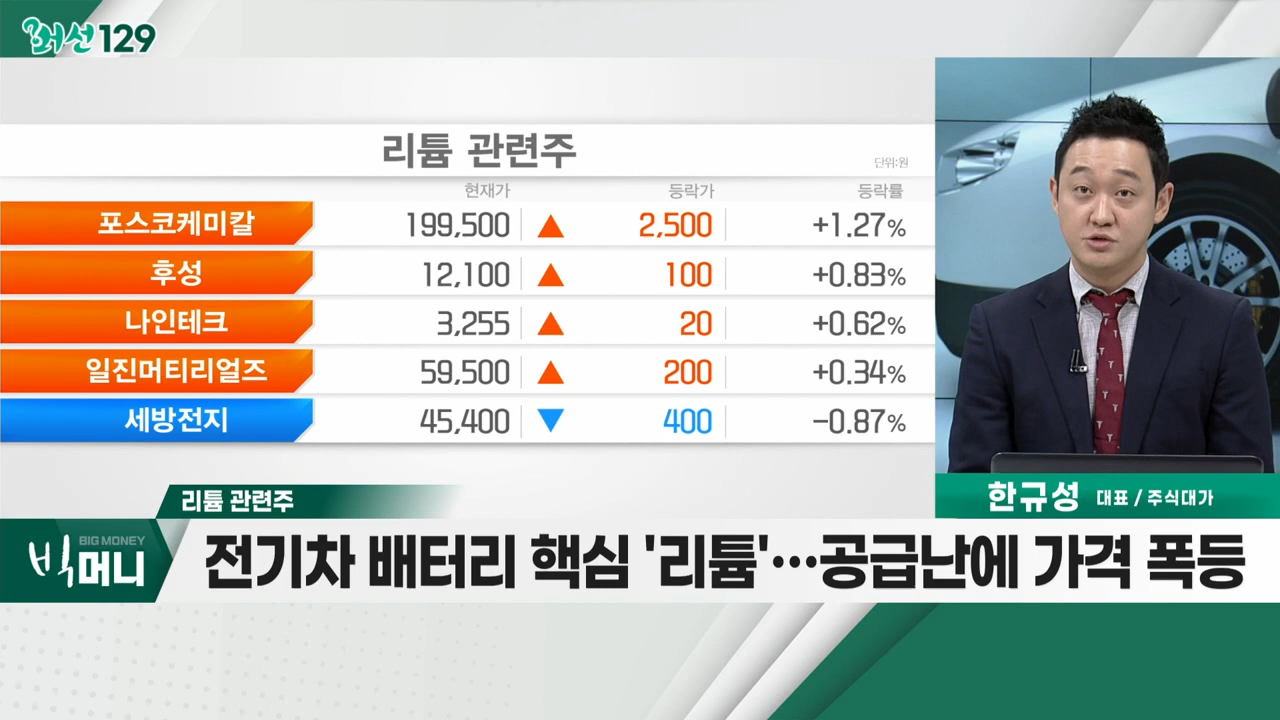 머선129
리튬 관련주
단위:원
현재가 등락가 등락률
포스코케미칼 199,500 ▲ 2,500 +1.27%
후성 12,100 ▲ 100 +0.83%
나인테크 3,255 ▲ 20 +0.62%
일진머티리얼즈 59,500 ▲ 200 +0.34%
세방전지 45,400 ▼ 400 -0.87%
한규성 대표 / 주식대가
리튬 관련주
BIG MONEY
빅머니
전기차 배터리 핵심 '리튬'…공급난에 가격 폭등